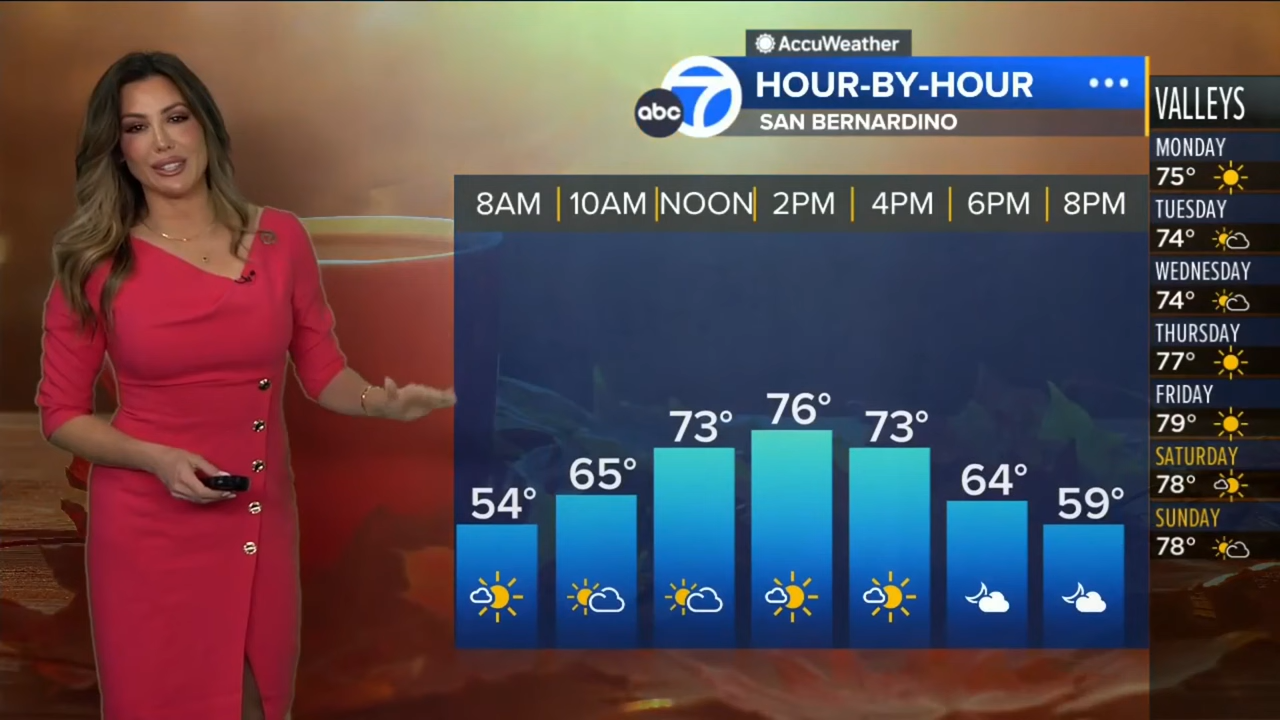 AccuWeather
abc 7 HOUR-BY-HOUR
SAN BERNARDINO
8AM 10AM NOON 2PM 4PM 6PM 8PM
54° 65° 73° 76° 73° 64° 59°
VALLEYS
MONDAY
75°
TUESDAY
74°
WEDNESDAY
74°
THURSDAY
77°
FRIDAY
79°
SATURDAY
78°
SUNDAY
78°